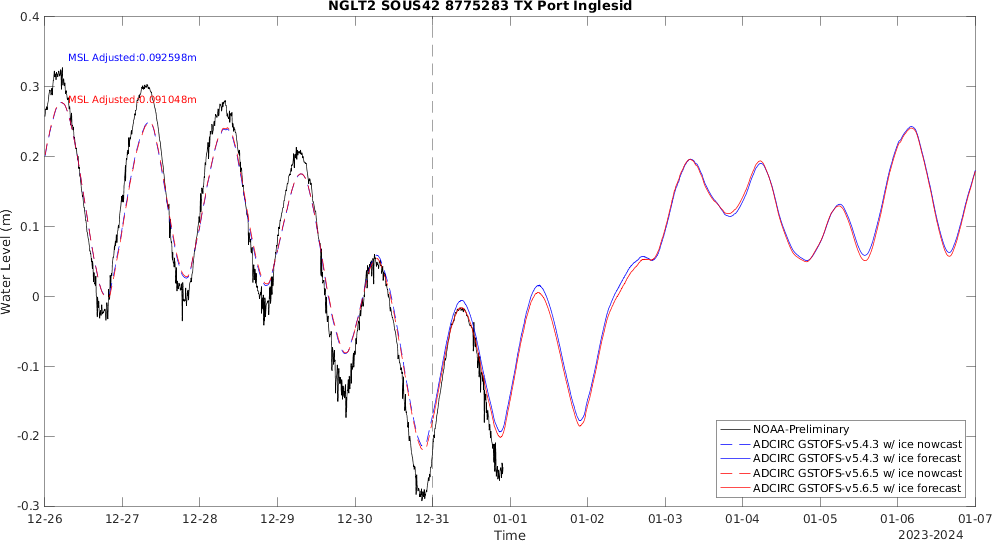 NGLT2 SOUS42 8775283 TX Port Inglesid
MSL Adjusted:0.092598m
MSL Adjusted:0.091048m
Water Level (m)
0.4
0.3
0.2
0.1
0
-0.1
-0.2
-0.3
NOAA-Preliminary
ADCIRC GSTOFS-v5.4.3 w/ ice nowcast
ADCIRC GSTOFS-v5.4.3 w/ ice forecast
ADCIRC GSTOFS-v5.6.5 w/ ice nowcast
ADCIRC GSTOFS-v5.6.5 w/ ice forecast
12-26 12-27 12-28 12-29 12-30 12-31 01-01 01-02 01-03 01-04 01-05 01-06 01-07
Time
2023-2024